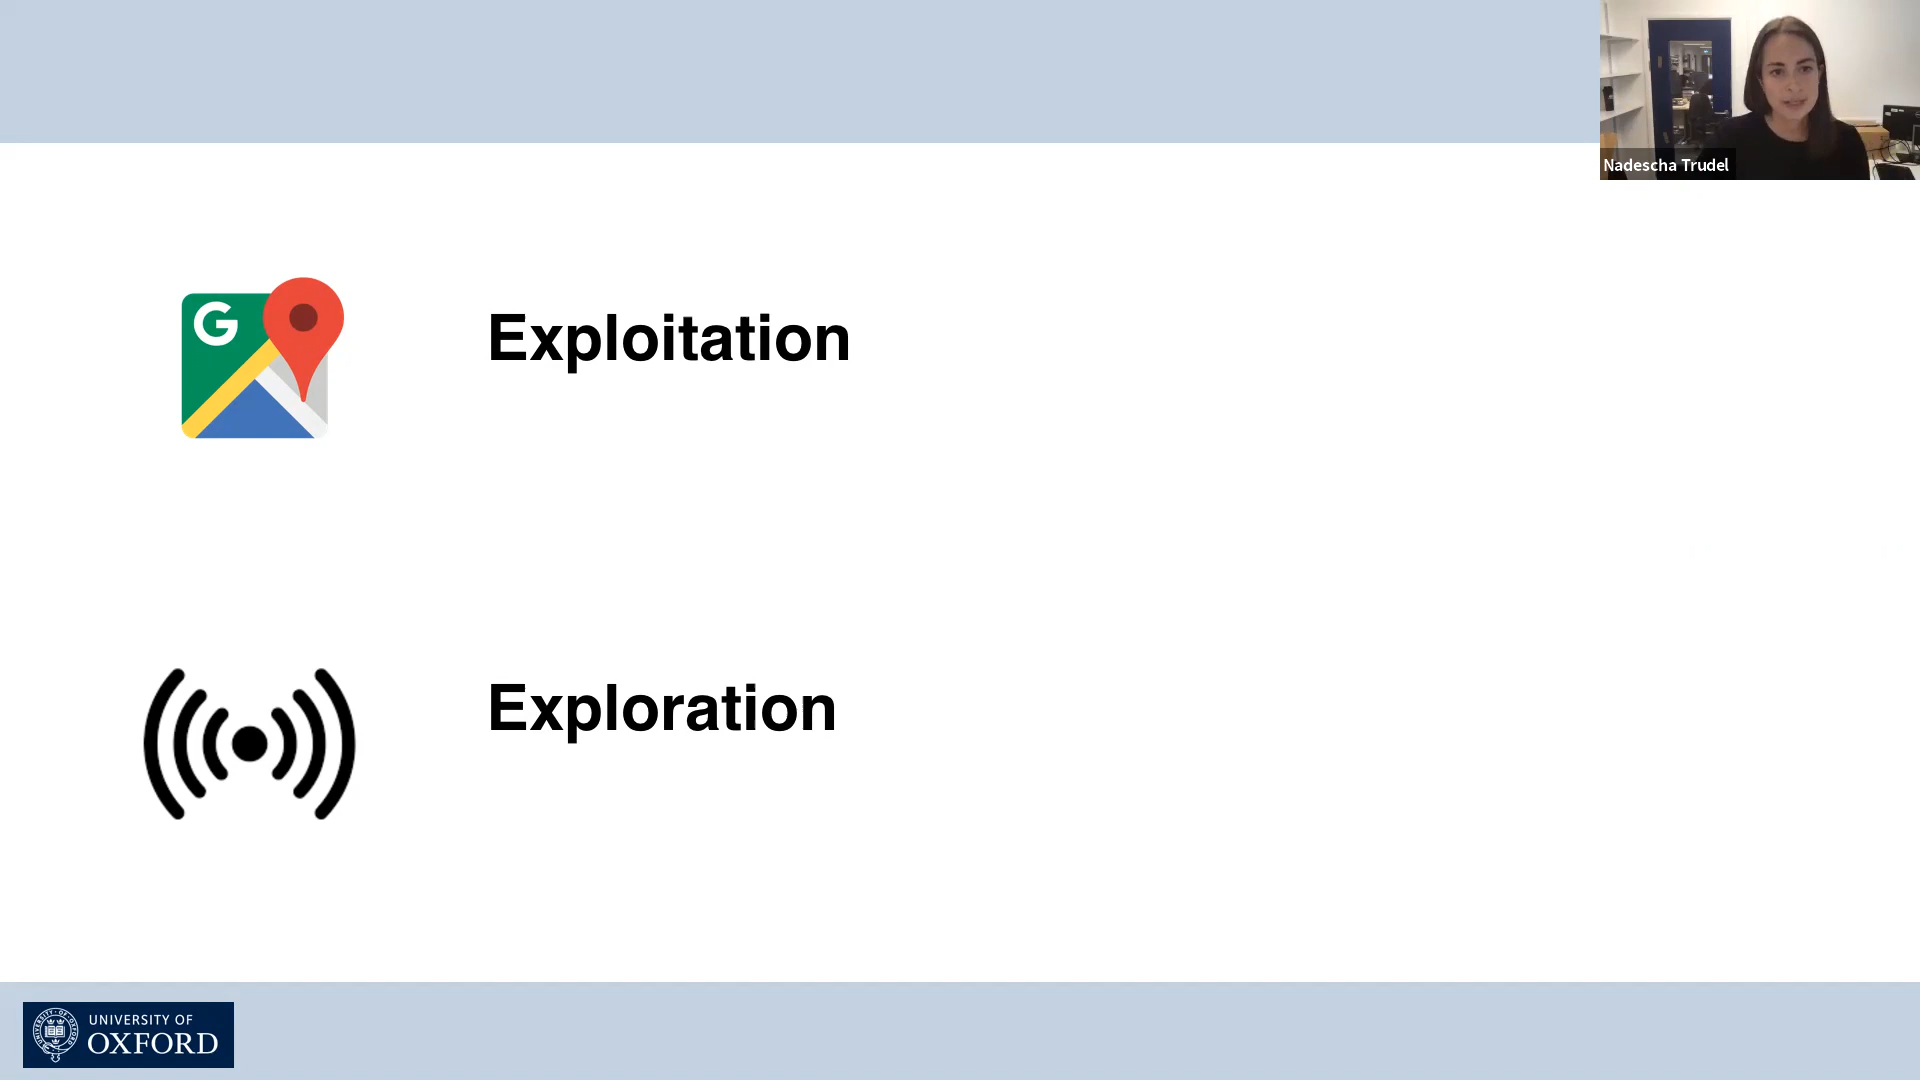 Nadescha Trudel
G
Exploitation
Exploration
UNIVERSITY OF
OXFORD